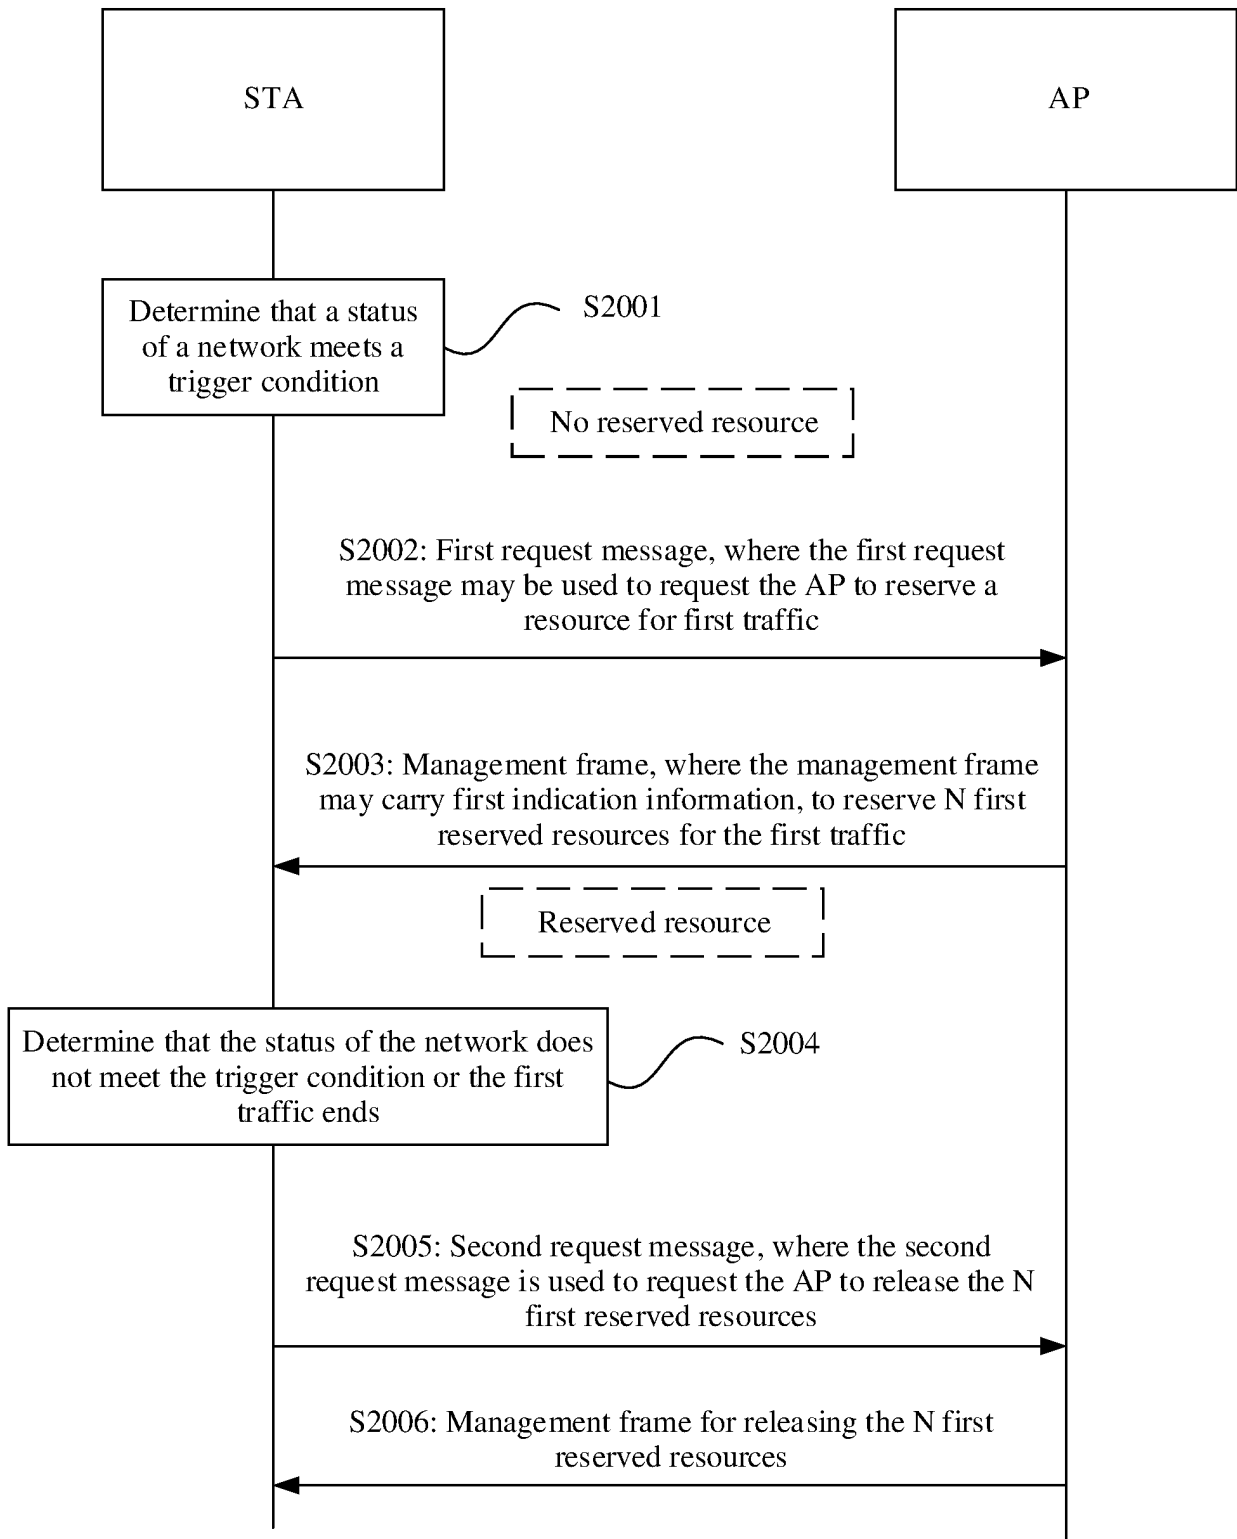 STA
AP
Determine that a status
of a network meets a
trigger condition
S2001
No reserved resource
S2002: First request message, where the first request
message may be used to request the AP to reserve a
resource for first traffic
S2003: Management frame, where the management frame
may carry first indication information, to reserve N first
reserved resources for the first traffic
Reserved resource
Determine that the status of the network does
not meet the trigger condition or the first
traffic ends
S2004
S2005: Second request message, where the second
request message is used to request the AP to release the N
first reserved resources
S2006: Management frame for releasing the N first
reserved resources